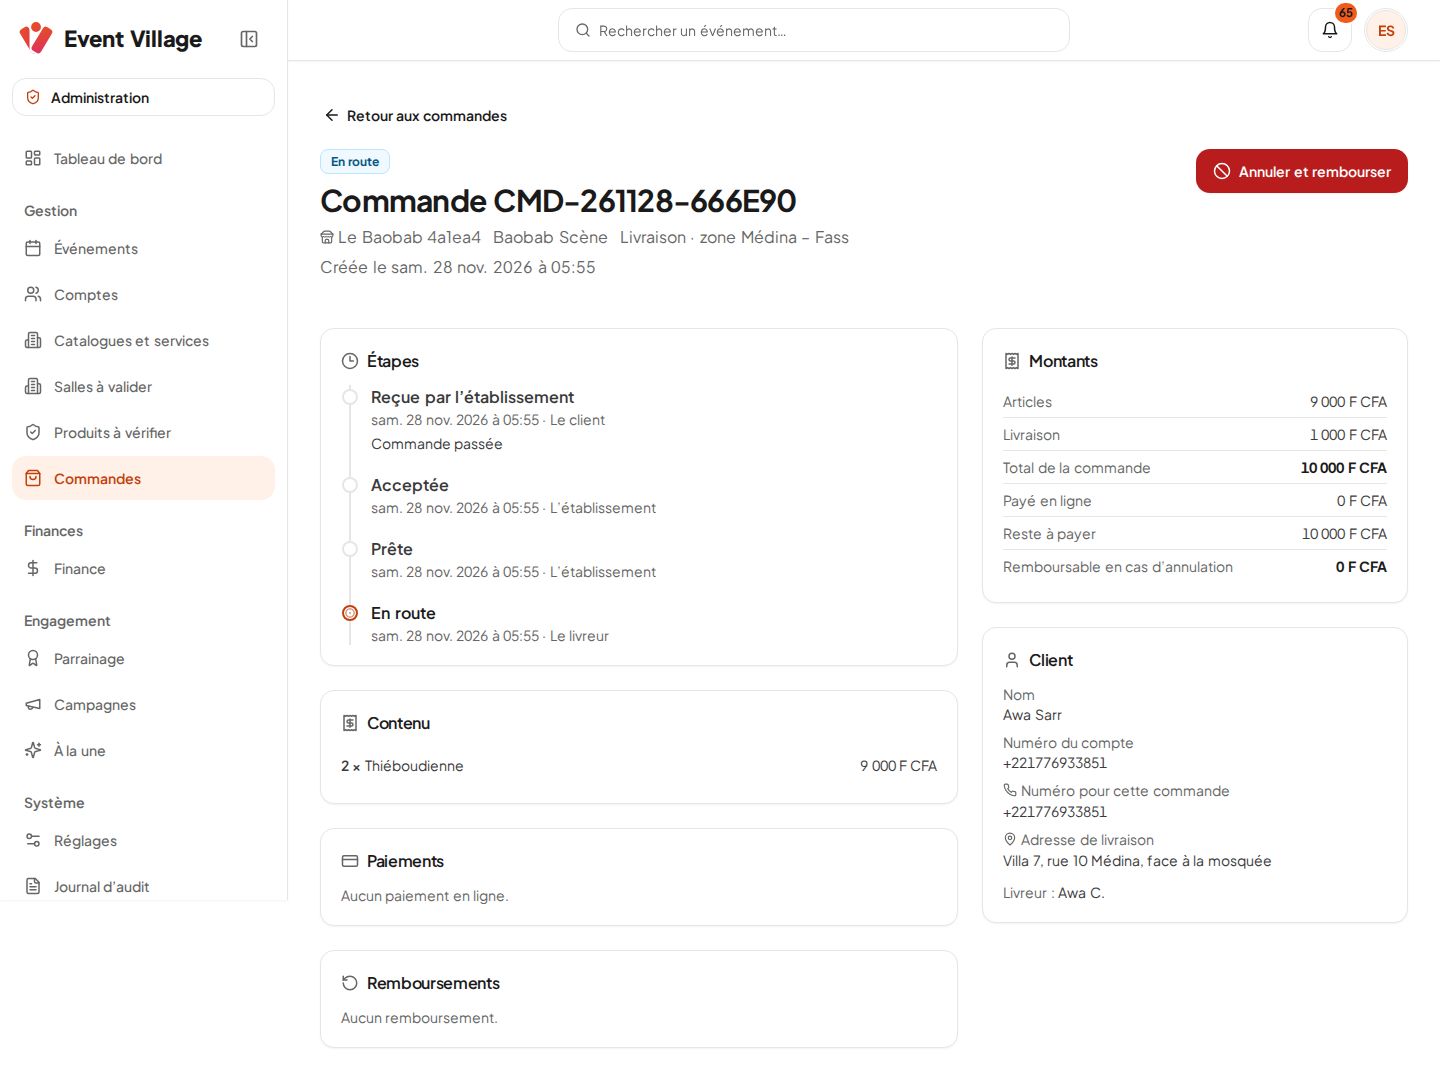 Event Village
Administration
Tableau de bord
Gestion
Événements
Comptes
Catalogues et services
Salles à valider
Produits à vérifier
Commandes
Finances
Finance
Engagement
Parrainage
Campagnes
À la une
Système
Réglages
Journal d'audit
Rechercher un événement…
65
ES
Retour aux commandes
En route
Annuler et rembourser
Commande CMD-261128-666E90
Le Baobab 4a1ea4 Baobab Scène Livraison · zone Médina – Fass
Créée le sam. 28 nov. 2026 à 05:55
Étapes
Reçue par l'établissement
sam. 28 nov. 2026 à 05:55 · Le client
Commande passée
Acceptée
sam. 28 nov. 2026 à 05:55 · L'établissement
Prête
sam. 28 nov. 2026 à 05:55 · L'établissement
En route
sam. 28 nov. 2026 à 05:55 · Le livreur
Contenu
2 × Thiéboudienne 9 000 F CFA
Paiements
Aucun paiement en ligne.
Remboursements
Aucun remboursement.
Montants
Articles 9 000 F CFA
Livraison 1 000 F CFA
Total de la commande 10 000 F CFA
Payé en ligne 0 F CFA
Reste à payer 10 000 F CFA
Remboursable en cas d'annulation 0 F CFA
Client
Nom
Awa Sarr
Numéro du compte
+221776933851
Numéro pour cette commande
+221776933851
Adresse de livraison
Villa 7, rue 10 Médina, face à la mosquée
Livreur : Awa C.